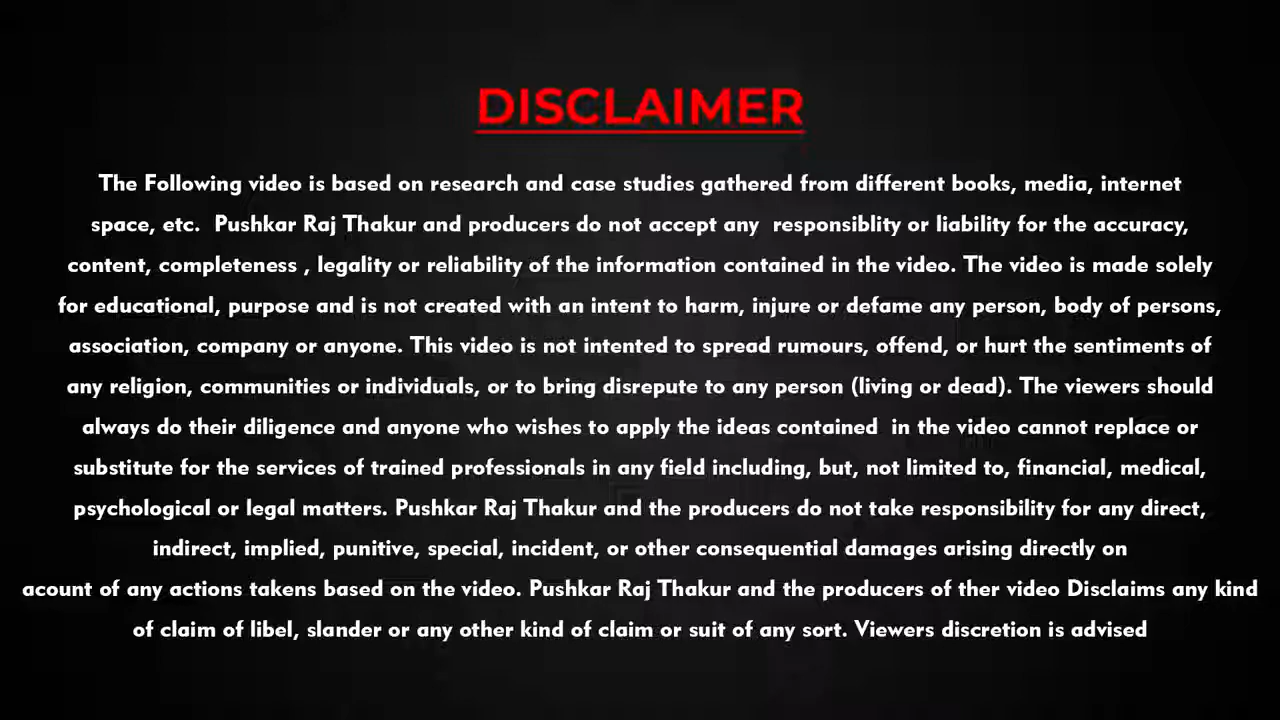 DISCLAIMER
The Following video is based on research and case studies gathered from different books, media, internet
space, etc.  Pushkar Raj Thakur and producers do not accept any  responsiblity or liability for the accuracy,
content, completeness , legality or reliability of the information contained in the video. The video is made solely
for educational, purpose and is not created with an intent to harm, injure or defame any person, body of persons,
association, company or anyone. This video is not intented to spread rumours, offend, or hurt the sentiments of
any religion, communities or individuals, or to bring disrepute to any person (living or dead). The viewers should
always do their diligence and anyone who wishes to apply the ideas contained  in the video cannot replace or
substitute for the services of trained professionals in any field including, but, not limited to, financial, medical,
psychological or legal matters. Pushkar Raj Thakur and the producers do not take responsibility for any direct,
indirect, implied, punitive, special, incident, or other consequential damages arising directly on
acount of any actions takens based on the video. Pushkar Raj Thakur and the producers of ther video Disclaims any kind
of claim of libel, slander or any other kind of claim or suit of any sort. Viewers discretion is advised